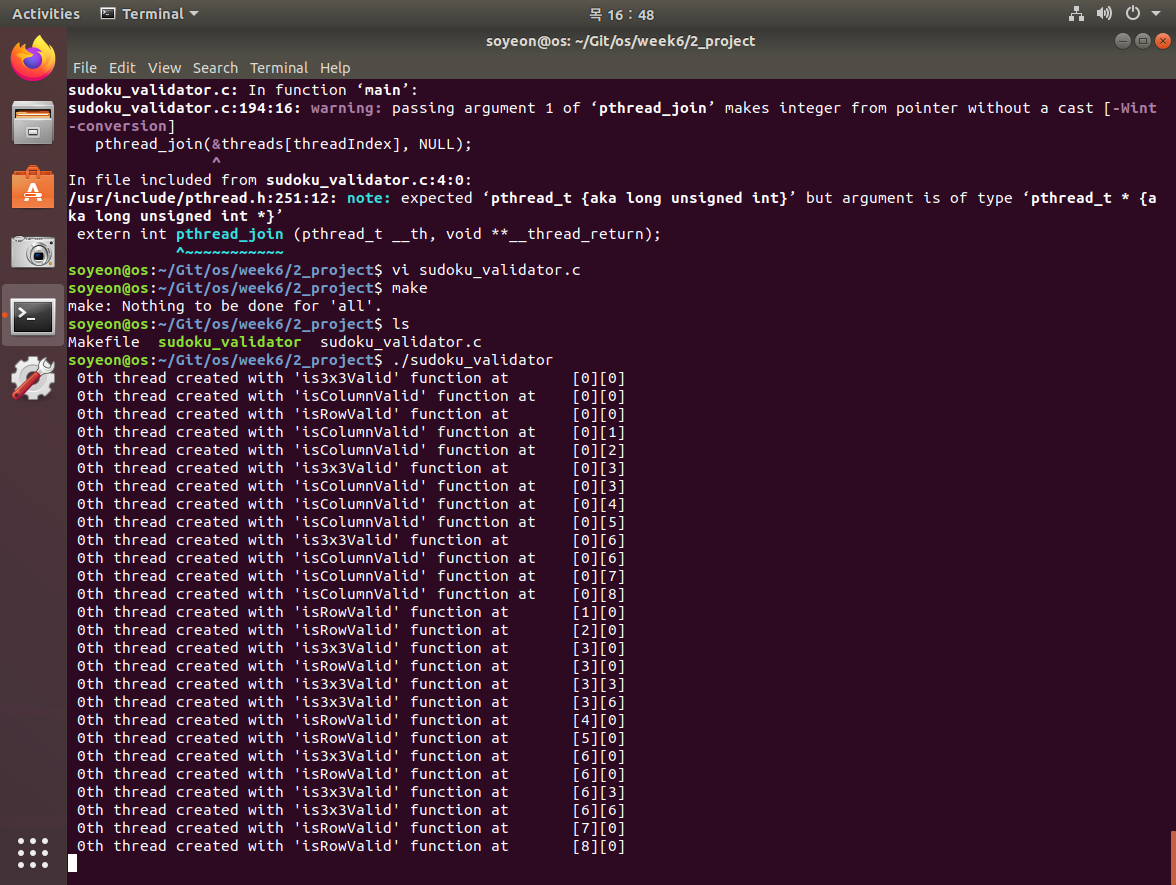 Activities Terminal 목 16 : 48
soyeon@os: ~/Git/os/week6/2_project
File Edit View Search Terminal Help
sudoku_validator.c: In function ‘main’:
sudoku_validator.c:194:16: warning: passing argument 1 of ‘pthread_join’ makes integer from pointer without a cast [-Wint
-conversion]
   pthread_join(&threads[threadIndex], NULL);
                ^
In file included from sudoku_validator.c:4:0:
/usr/include/pthread.h:251:12: note: expected ‘pthread_t {aka long unsigned int}’ but argument is of type ‘pthread_t * {a
ka long unsigned int *}’
 extern int pthread_join (pthread_t __th, void **__thread_return);
            ^~~~~~~~~~~~
soyeon@os:~/Git/os/week6/2_project$ vi sudoku_validator.c
soyeon@os:~/Git/os/week6/2_project$ make
make: Nothing to be done for 'all'.
soyeon@os:~/Git/os/week6/2_project$ ls
Makefile  sudoku_validator  sudoku_validator.c
soyeon@os:~/Git/os/week6/2_project$ ./sudoku_validator
 0th thread created with 'is3x3Valid' function at       [0][0]
 0th thread created with 'isColumnValid' function at    [0][0]
 0th thread created with 'isRowValid' function at       [0][0]
 0th thread created with 'isColumnValid' function at    [0][1]
 0th thread created with 'isColumnValid' function at    [0][2]
 0th thread created with 'is3x3Valid' function at       [0][3]
 0th thread created with 'isColumnValid' function at    [0][3]
 0th thread created with 'isColumnValid' function at    [0][4]
 0th thread created with 'isColumnValid' function at    [0][5]
 0th thread created with 'is3x3Valid' function at       [0][6]
 0th thread created with 'isColumnValid' function at    [0][6]
 0th thread created with 'isColumnValid' function at    [0][7]
 0th thread created with 'isColumnValid' function at    [0][8]
 0th thread created with 'isRowValid' function at       [1][0]
 0th thread created with 'isRowValid' function at       [2][0]
 0th thread created with 'is3x3Valid' function at       [3][0]
 0th thread created with 'isRowValid' function at       [3][0]
 0th thread created with 'is3x3Valid' function at       [3][3]
 0th thread created with 'is3x3Valid' function at       [3][6]
 0th thread created with 'isRowValid' function at       [4][0]
 0th thread created with 'isRowValid' function at       [5][0]
 0th thread created with 'is3x3Valid' function at       [6][0]
 0th thread created with 'isRowValid' function at       [6][0]
 0th thread created with 'is3x3Valid' function at       [6][3]
 0th thread created with 'is3x3Valid' function at       [6][6]
 0th thread created with 'isRowValid' function at       [7][0]
 0th thread created with 'isRowValid' function at       [8][0]